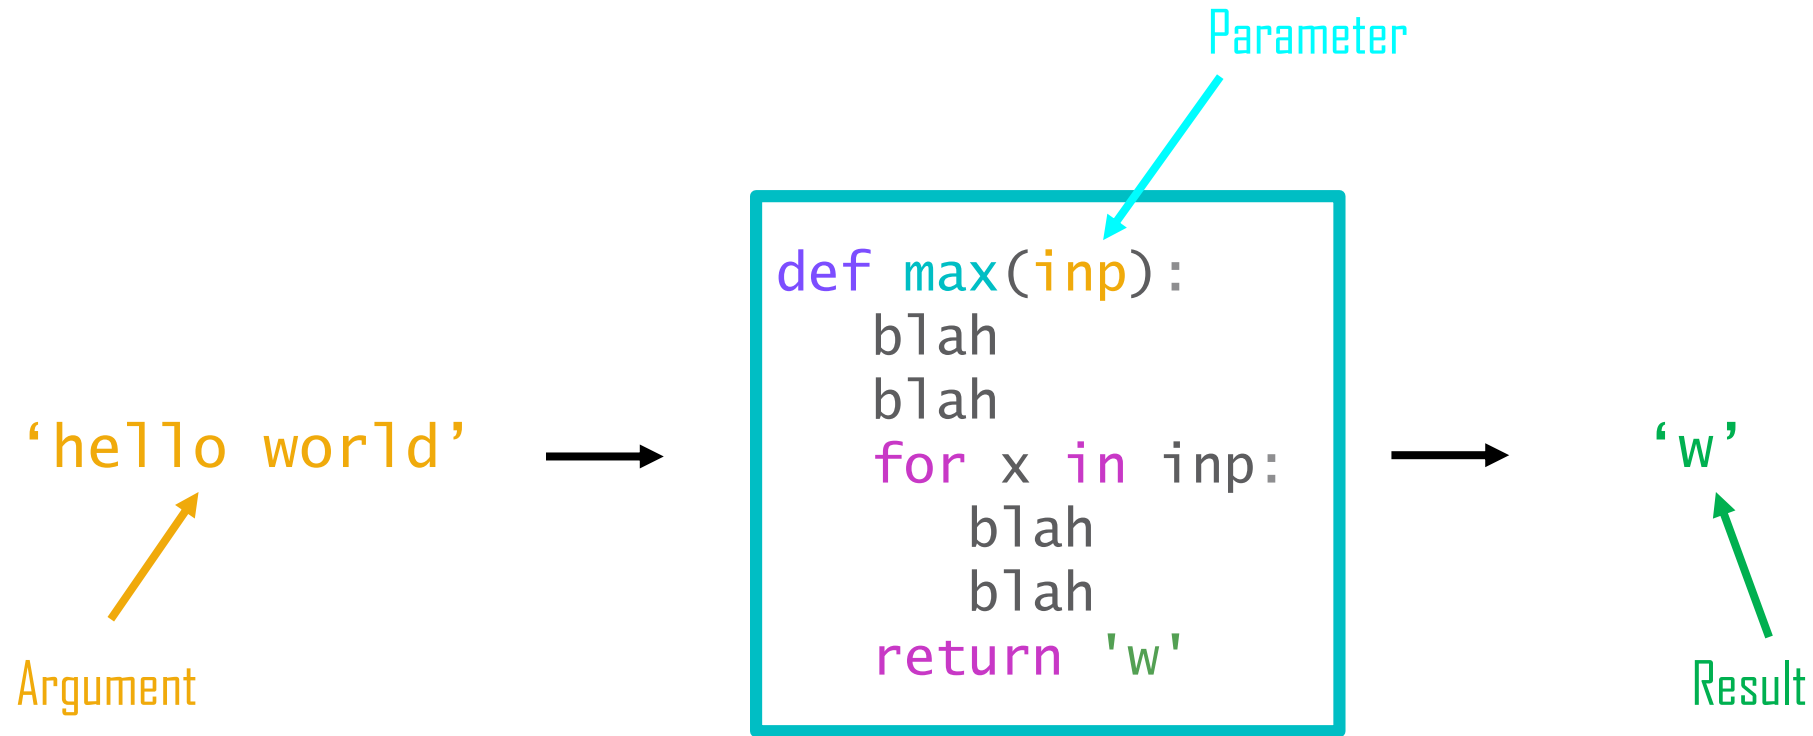 Parameter
def max(inp):
blah
blah
‘hello world’
for x in inp:
‘w’
blah
blah
return 'w'
Argument
Result